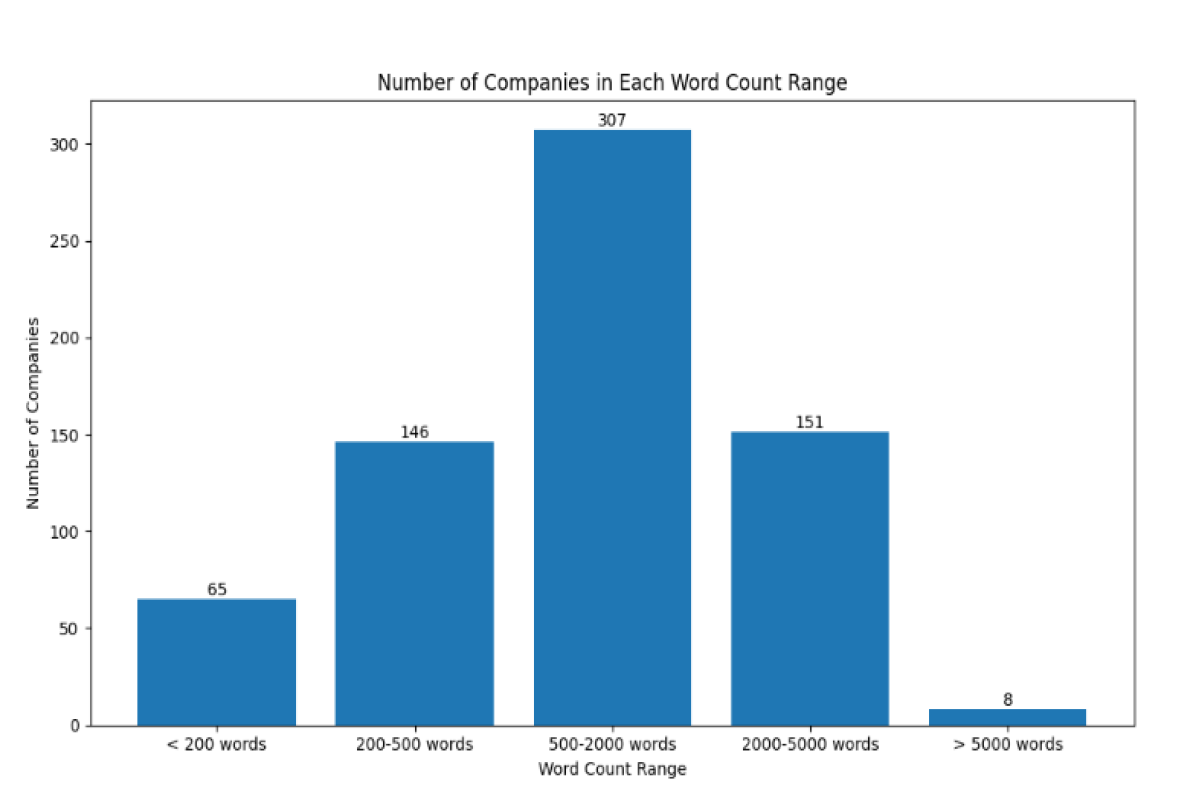 Number of Companies in Each Word Count Range
307
300
250
200
150
100
50
0
Number of Companies
65
146
151
8
< 200 words
200-500 words
500-2000 words
2000-5000 words
> 5000 words
Word Count Range